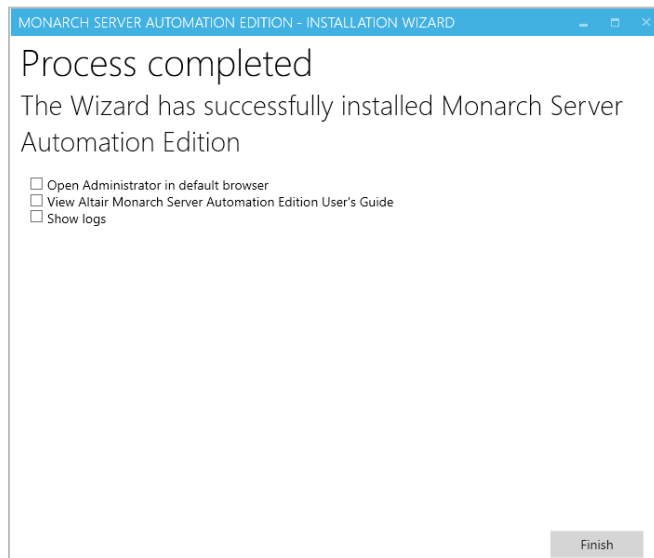 MONARCH SERVER AUTOMATION EDITION - INSTALLATION WIZARD
Process completed
The Wizard has successfully installed Monarch Server
Automation Edition
Open Administrator in default browser
View Altair Monarch Server Automation Edition User's Guide
Show logs
Finish